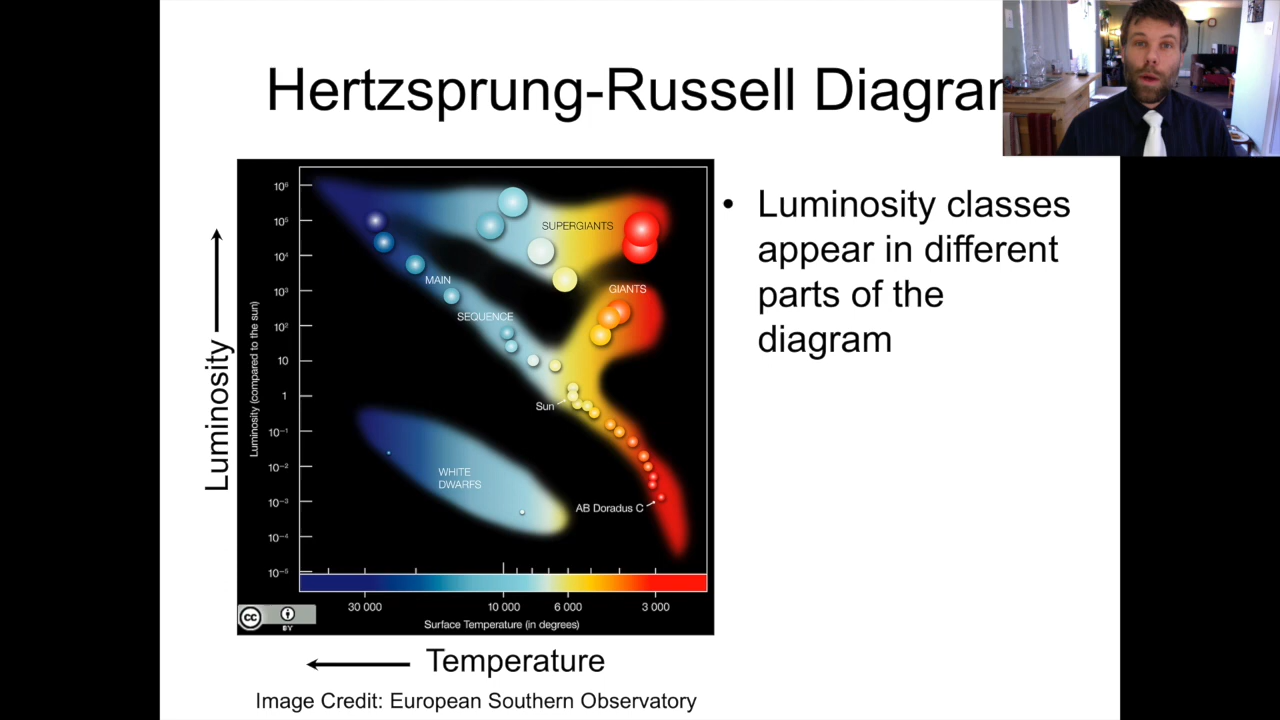 Hertzsprung-Russell Diagram
Luminosity
Luminosity (compared to the sun)
10⁶
10⁵
10⁴
10³
10²
10
1
10⁻¹
10⁻²
10⁻³
10⁻⁴
10⁻⁵
SUPERGIANTS
MAIN
SEQUENCE
GIANTS
Sun
WHITE
DWARFS
AB Doradus C
30 000
10 000
6 000
3 000
Surface Temperature (in degrees)
cc
BY
Temperature
Image Credit: European Southern Observatory
• Luminosity classes
appear in different
parts of the
diagram